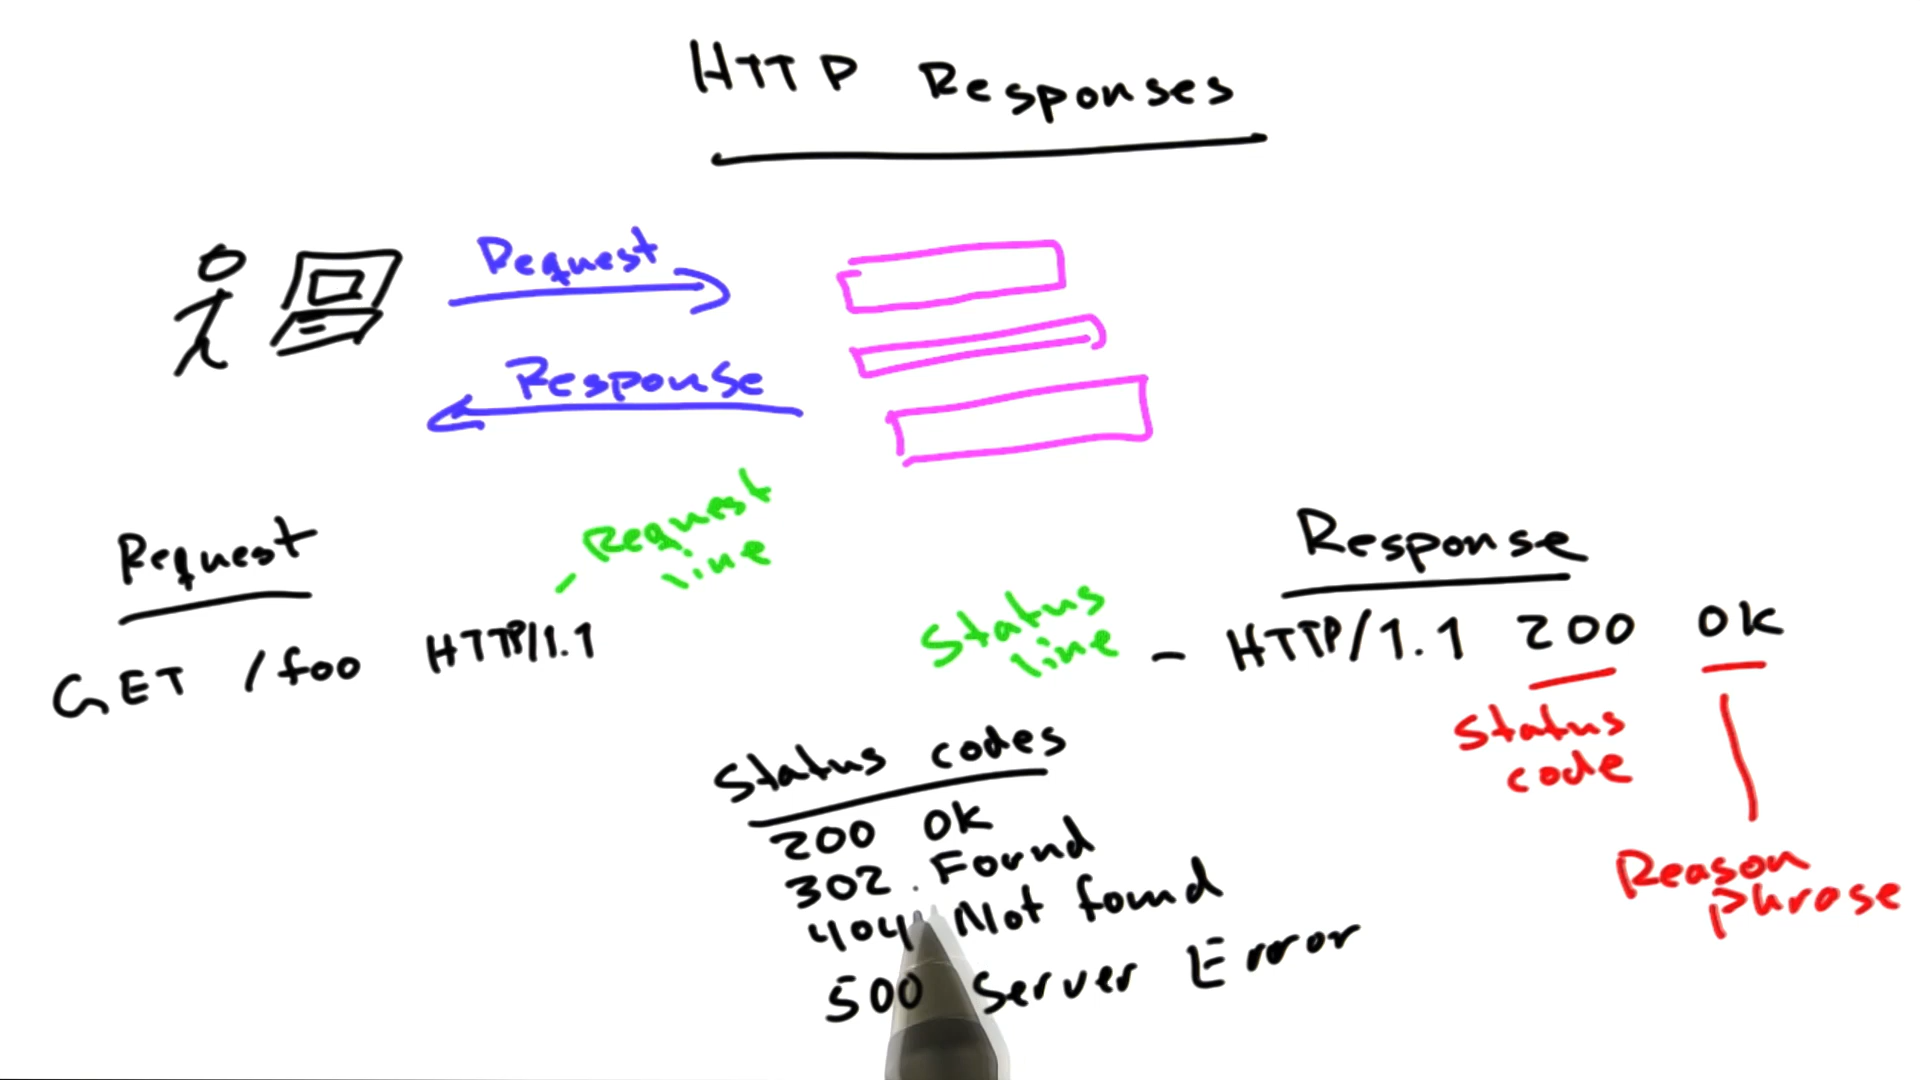 HTTP Responses
Request
Response
Request
GET /foo HTTP/1.1
Request
line
Response
Status
line
HTTP/1.1 200 OK
Status
code
Reason
phrase
Status codes
200 OK
302 Found
404 Not found
500 Server Error